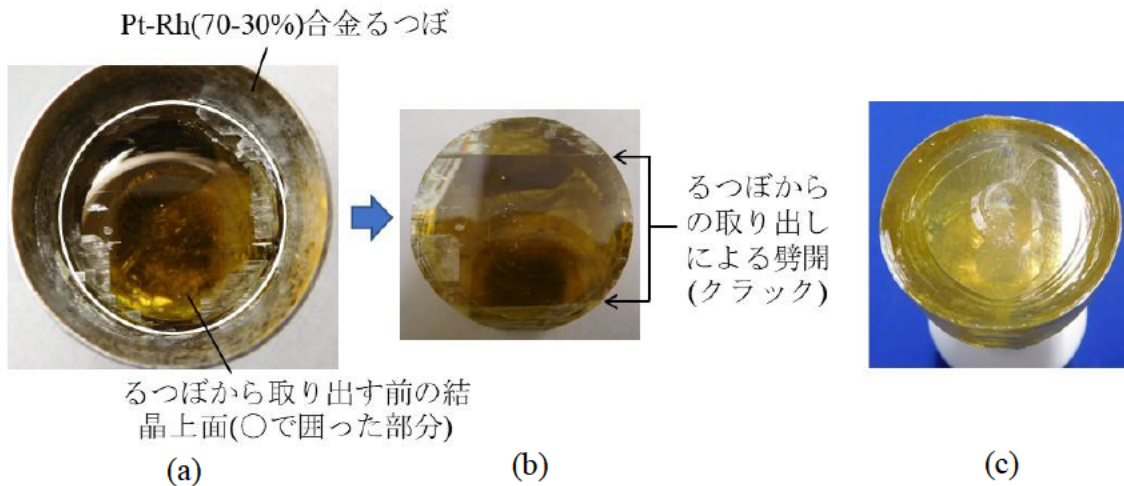 Pt-Rh(70-30%)合金るつぼ
るつぼから
の取り出し
による劈開
(クラック)
るつぼから取り出す前の結
晶上面(○で囲った部分)
(a)
(b)
(c)